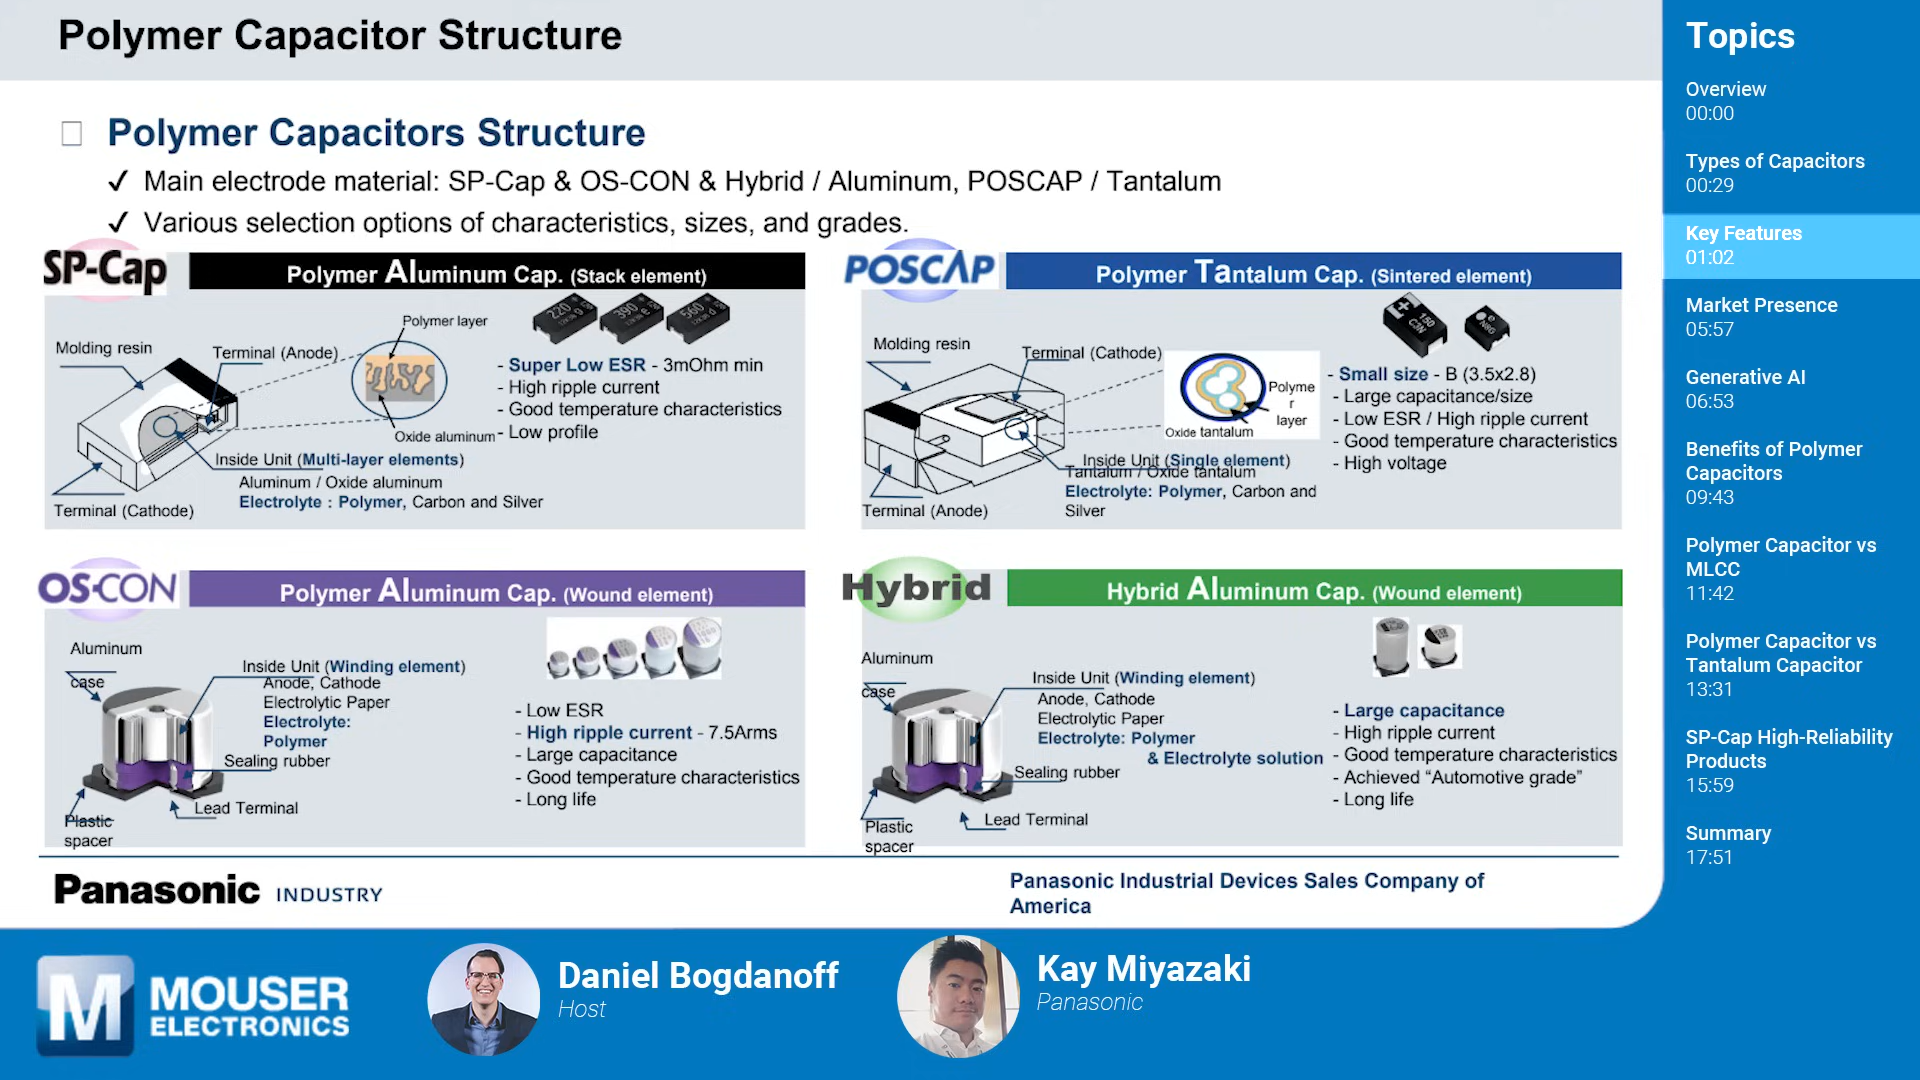 Polymer Capacitor Structure
Polymer Capacitors Structure
✓ Main electrode material: SP-Cap & OS-CON & Hybrid / Aluminum, POSCAP / Tantalum
✓ Various selection options of characteristics, sizes, and grades.
SP-Cap
Polymer Aluminum Cap. (Stack element)
Polymer layer
Molding resin
Terminal (Anode)
Oxide aluminum
Inside Unit (Multi-layer elements)
Aluminum / Oxide aluminum
Electrolyte : Polymer, Carbon and Silver
Terminal (Cathode)
220
390
560
- Super Low ESR - 3mOhm min
- High ripple current
- Good temperature characteristics
- Low profile
POSCAP
Polymer Tantalum Cap. (Sintered element)
Molding resin
Terminal (Cathode)
Polyme
r
layer
Oxide tantalum
Inside Unit (Single element)
Tantalum / Oxide tantalum
Electrolyte: Polymer, Carbon and
Silver
Terminal (Anode)
150
C3N
- Small size - B (3.5x2.8)
- Large capacitance/size
- Low ESR / High ripple current
- Good temperature characteristics
- High voltage
OS-CON
Polymer Aluminum Cap. (Wound element)
Aluminum
case
Inside Unit (Winding element)
Anode, Cathode
Electrolytic Paper
Electrolyte:
Polymer
Sealing rubber
Lead Terminal
Plastic
spacer
- Low ESR
- High ripple current - 7.5Arms
- Large capacitance
- Good temperature characteristics
- Long life
Hybrid
Hybrid Aluminum Cap. (Wound element)
Aluminum
case
Inside Unit (Winding element)
Anode, Cathode
Electrolytic Paper
Electrolyte: Polymer
& Electrolyte solution
Sealing rubber
Lead Terminal
Plastic
spacer
- Large capacitance
- High ripple current
- Good temperature characteristics
- Achieved “Automotive grade”
- Long life
Panasonic INDUSTRY
Panasonic Industrial Devices Sales Company of
America
M MOUSER
ELECTRONICS
Daniel Bogdanoff
Host
Kay Miyazaki
Panasonic
Topics
Overview
00:00
Types of Capacitors
00:29
Key Features
01:02
Market Presence
05:57
Generative AI
06:53
Benefits of Polymer
Capacitors
09:43
Polymer Capacitor vs
MLCC
11:42
Polymer Capacitor vs
Tantalum Capacitor
13:31
SP-Cap High-Reliability
Products
15:59
Summary
17:51